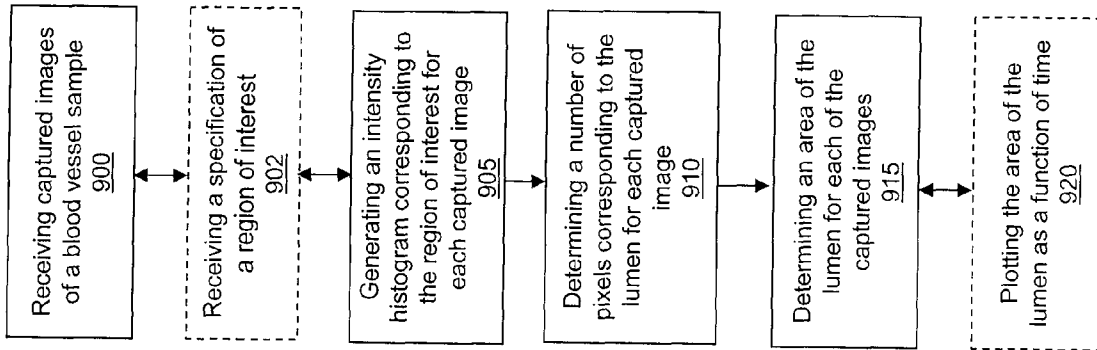 Receiving captured images
of a blood vessel sample
900
Receiving a specification of
a region of interest
902
Generating an intensity
histogram corresponding to
the region of interest for
each captured image
905
Determining a number of
pixels corresponding to the
lumen for each captured
image
910
Determining an area of
the lumen for each of the
captured images
915
Plotting the area of the
lumen as a function of time
920